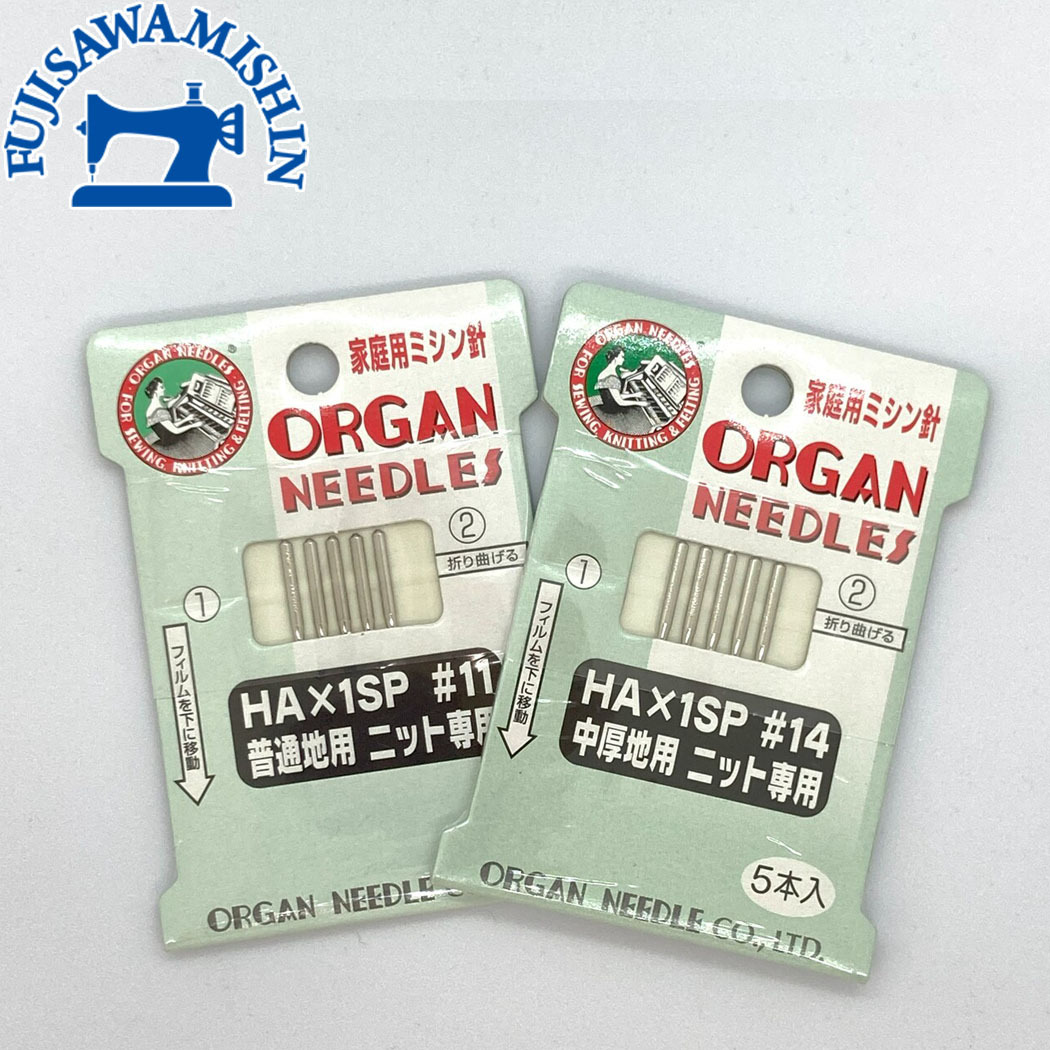 FUJISAWAMISHIN
ORGAN NEEDLES
FOR SEWING, KNITTING & FELTING
家庭用ミシン針
ORGAN
NEEDLES
②
折り曲げる
①
フィルムを下に移動
HA×1SP #11
普通地用 ニット専用
ORGAN NEEDLE
ORGAN NEEDLES
FOR SEWING, KNITTING & FELTING
家庭用ミシン針
ORGAN
NEEDLES
②
折り曲げる
①
フィルムを下に移動
HA×1SP #14
中厚地用 ニット専用
5本入
ORGAN NEEDLE CO., LTD.